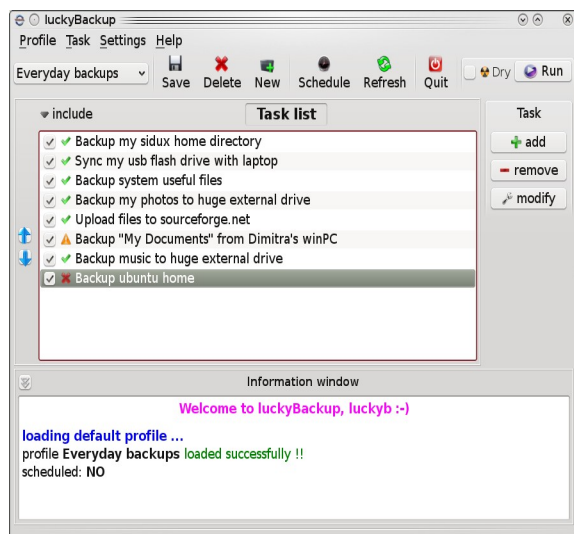 luckyBackup
Profile Task Settings Help
Everyday backups Save Delete New Schedule Refresh Quit Dry Run
include Task list Task
Backup my sidux home directory
Sync my usb flash drive with laptop
Backup system useful files
Backup my photos to huge external drive
Upload files to sourceforge.net
Backup "My Documents" from Dimitra's winPC
Backup music to huge external drive
Backup ubuntu home
add
remove
modify
Information window
Welcome to luckyBackup, luckyb :-)
loading default profile ...
profile Everyday backups loaded successfully !!
scheduled: NO